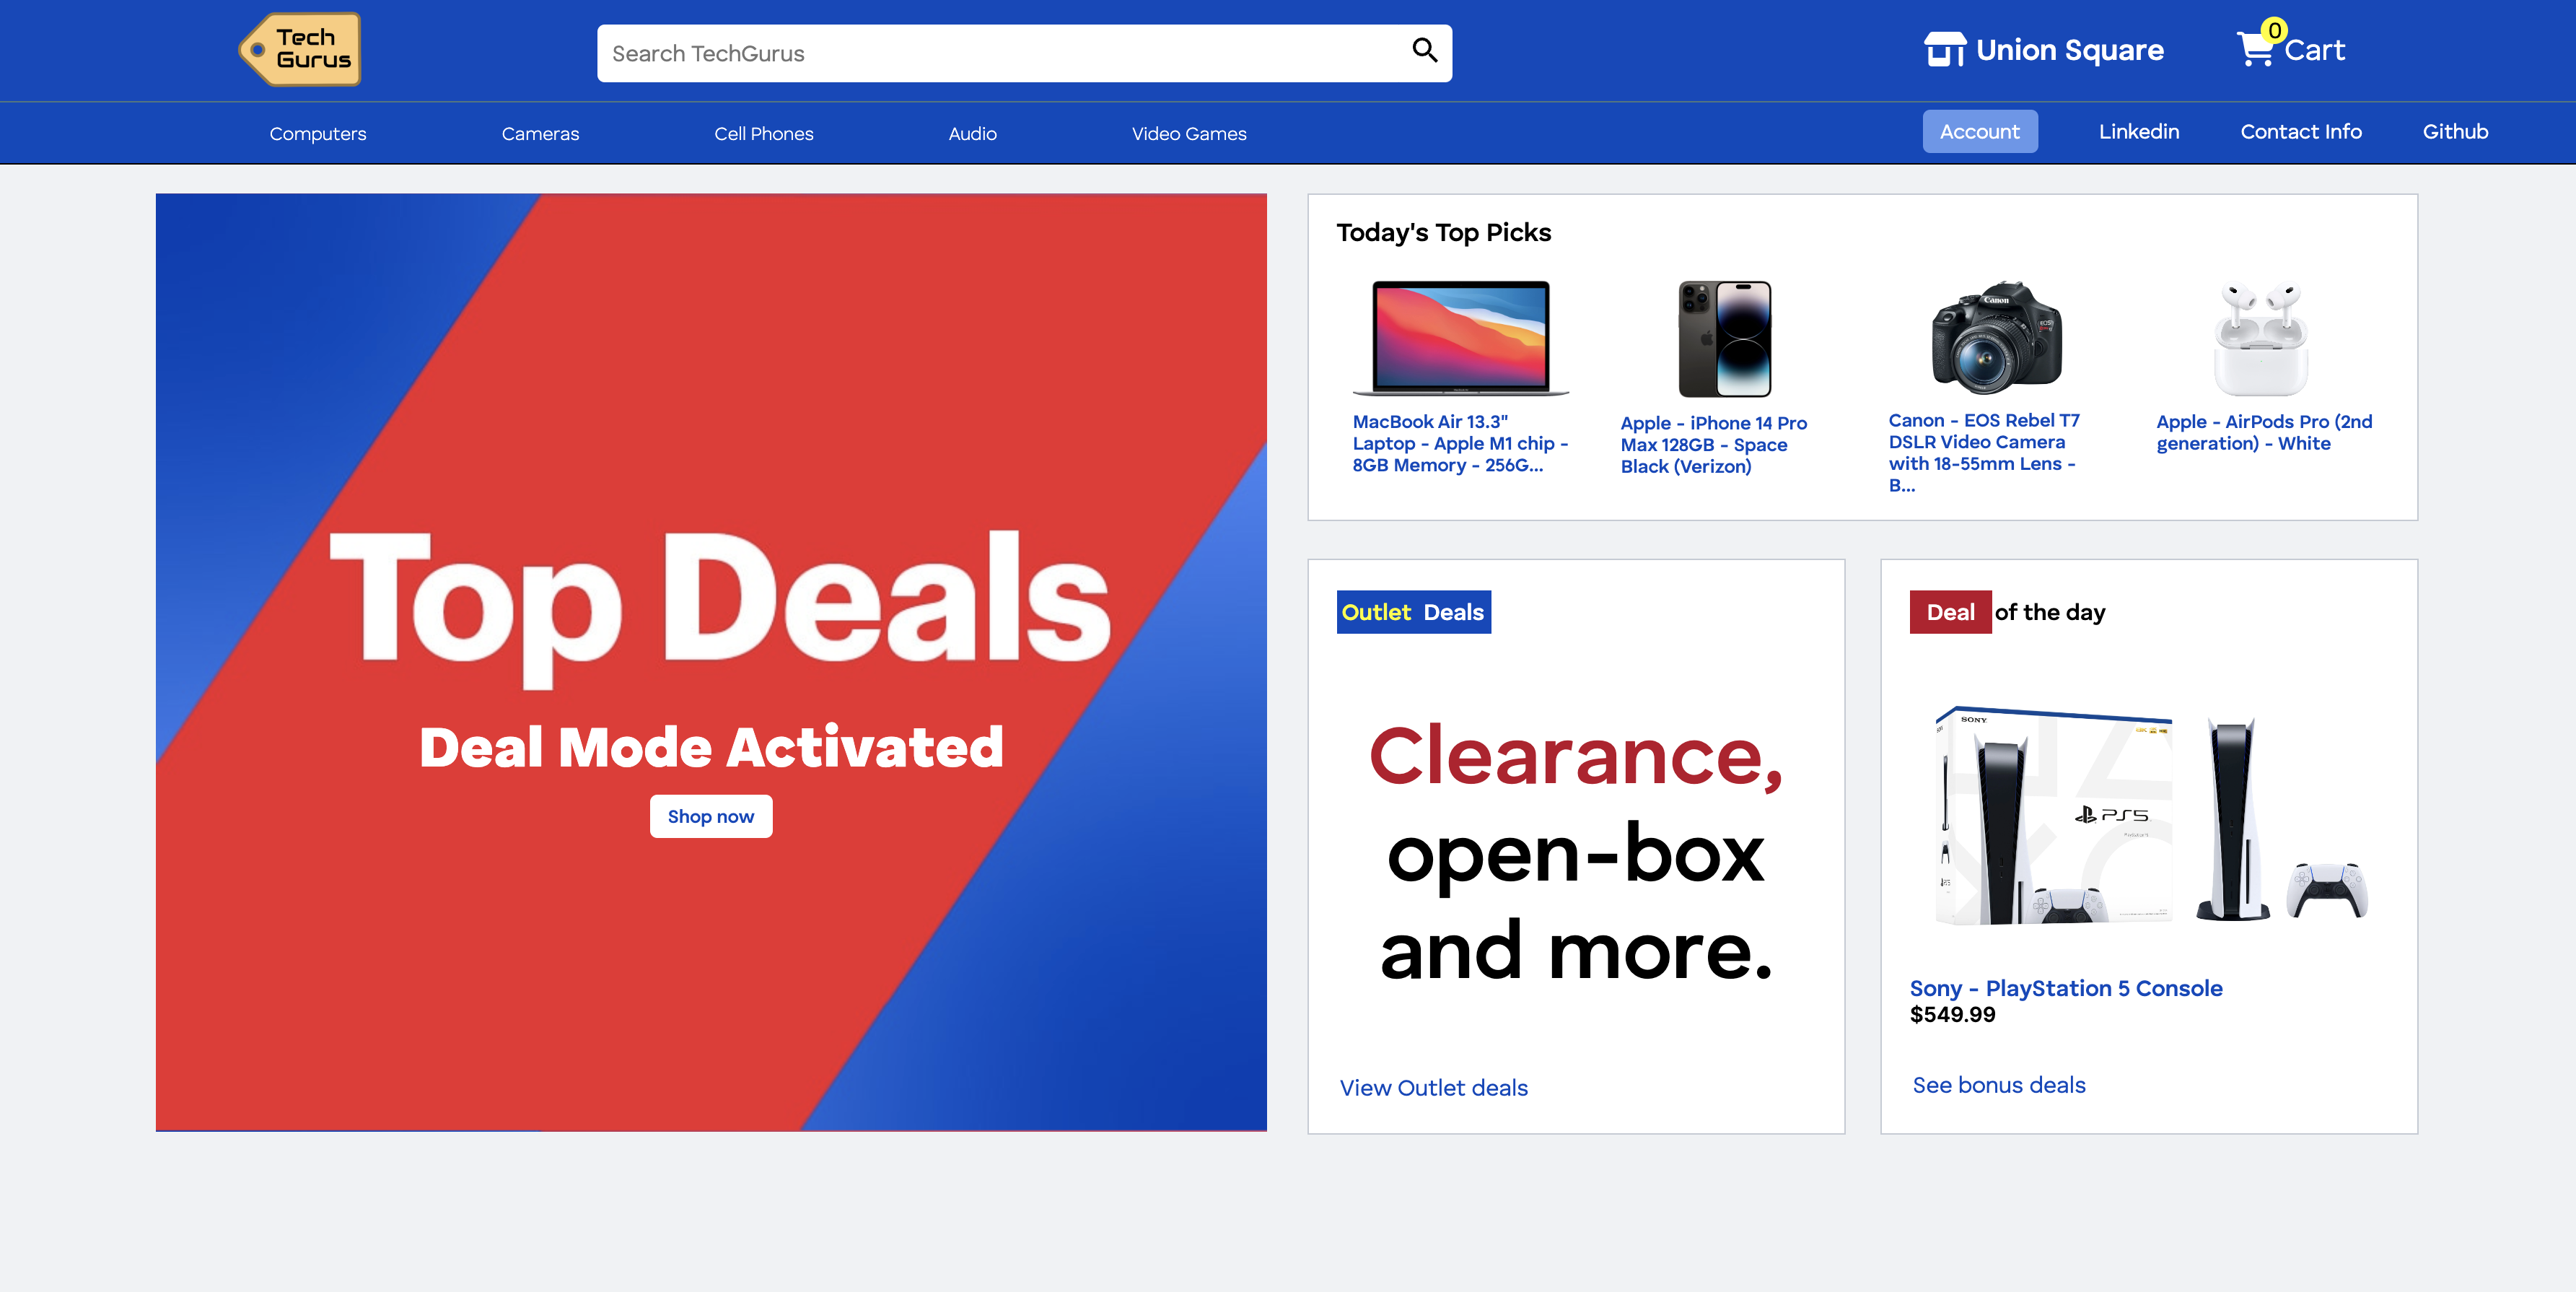 Tech
Gurus
Search TechGurus
Union Square
0
Cart
Computers
Cameras
Cell Phones
Audio
Video Games
Account
Linkedin
Contact Info
Github
Top Deals
Deal Mode Activated
Shop now
Today's Top Picks
Canon
MacBook Air 13.3"
Laptop - Apple M1 chip -
8GB Memory - 256G...
Apple - iPhone 14 Pro
Max 128GB - Space
Black (Verizon)
Canon - EOS Rebel T7
DSLR Video Camera
with 18-55mm Lens -
B...
Apple - AirPods Pro (2nd
generation) - White
Outlet Deals
Clearance,
open-box
and more.
View Outlet deals
Deal of the day
SONY
PS5
Sony - PlayStation 5 Console
$549.99
See bonus deals